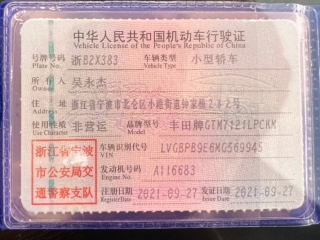 中华人民共和国机动车行驶证
Vehicle License of the People's Republic of China
号牌号码 浙B2X383 车辆类型 小型轿车
Plate No. Vehicle Type
所有人 吴永杰
Owner
住址 浙江省宁波市北仑区小路街道钟家桥242号
Address
使用性质 非营运 品牌型号 丰田牌GTM7121LPCKM
Use Character Model
浙江省宁波
市公安局交
通警察支队
车辆识别代号 LVGBPB9E6MG569945
VIN
发动机号码 A116683
Engine No.
注册日期 2021-09-27 发证日期 2021-09-27
Register Date Issue Date